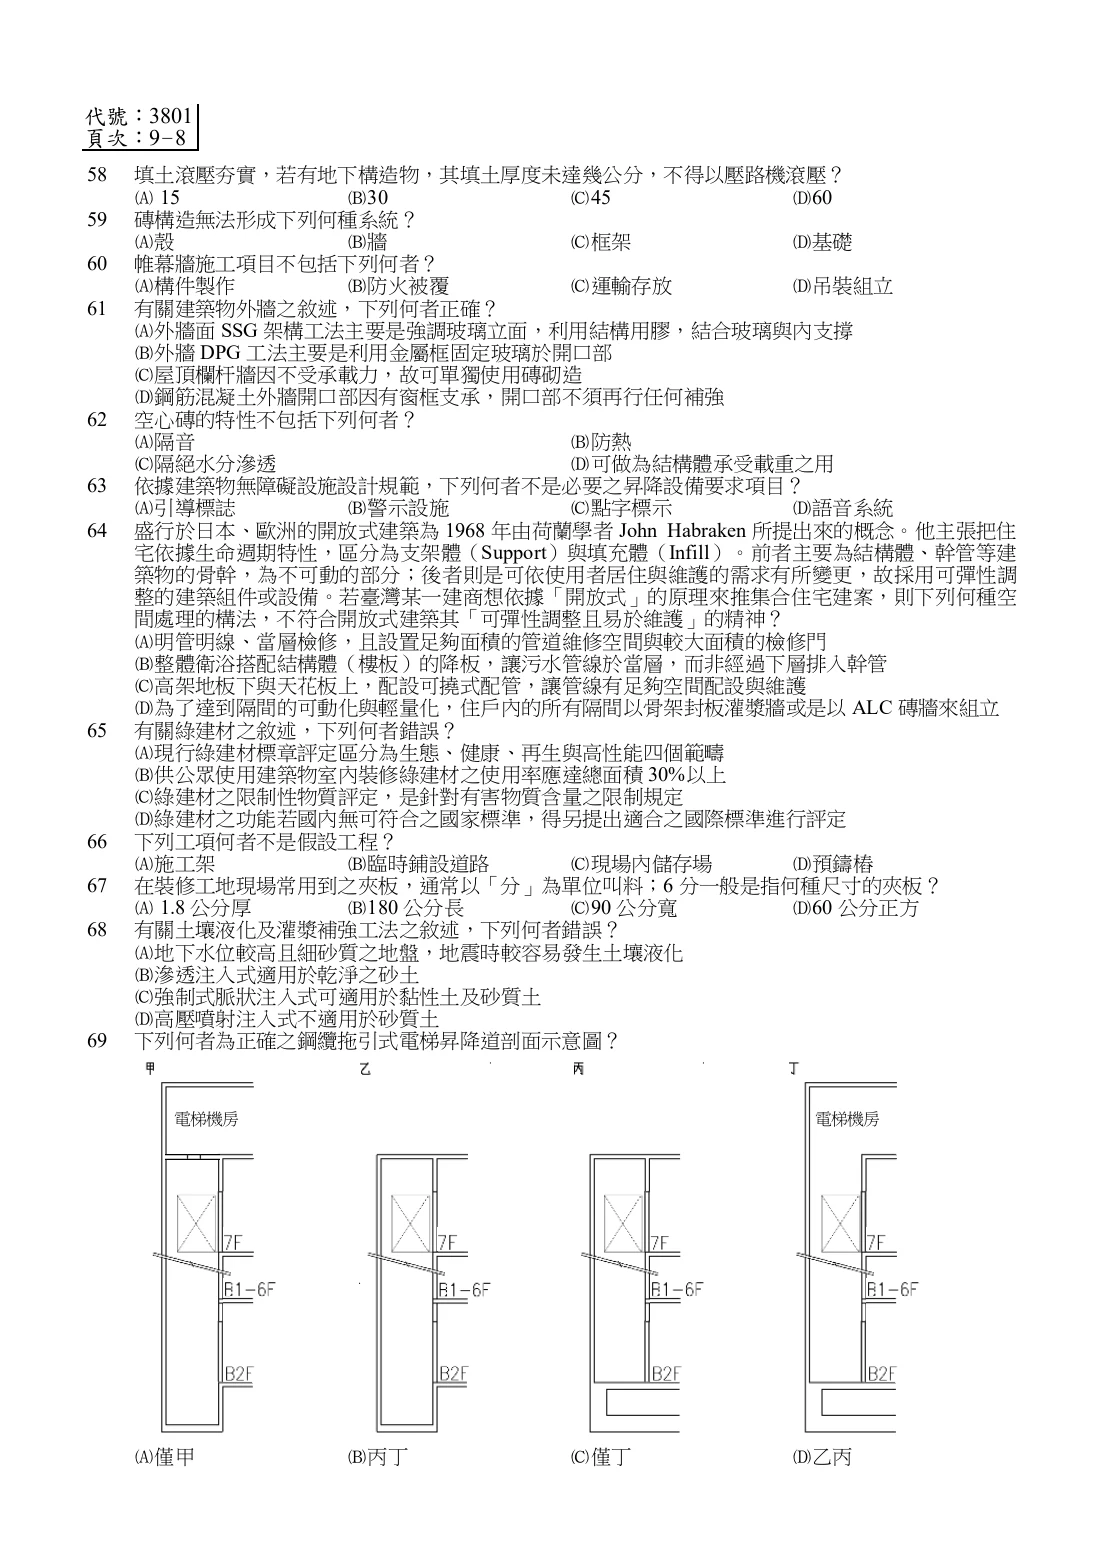 代號：3801
頁次：9－8
58 填土滾壓夯實，若有地下構造物，其填土厚度未達幾公分，不得以壓路機滾壓？
(A) 15 (B)30 (C)45 (D)60
59 磚構造無法形成下列何種系統？
(A)殼 (B)牆 (C)框架 (D)基礎
60 帷幕牆施工項目不包括下列何者？
(A)構件製作 (B)防火被覆 (C)運輸存放 (D)吊裝組立
61 有關建築物外牆之敘述，下列何者正確？
(A)外牆面 SSG 架構工法主要是強調玻璃立面，利用結構用膠，結合玻璃與內支撐
(B)外牆 DPG 工法主要是利用金屬框固定玻璃於開口部
(C)屋頂欄杆牆因不受承載力，故可單獨使用磚砌造
(D)鋼筋混凝土外牆開口部因有窗框支承，開口部不須再行任何補強
62 空心磚的特性不包括下列何者？
(A)隔音 (B)防熱
(C)隔絕水分滲透 (D)可做為結構體承受載重之用
63 依據建築物無障礙設施設計規範，下列何者不是必要之昇降設備要求項目？
(A)引導標誌 (B)警示設施 (C)點字標示 (D)語音系統
64 盛行於日本、歐洲的開放式建築為 1968 年由荷蘭學者 John Habraken 所提出來的概念。他主張把住
宅依據生命週期特性，區分為支架體（Support）與填充體（Infill）。前者主要為結構體、幹管等建
築物的骨幹，為不可動的部分；後者則是可依使用者居住與維護的需求有所變更，故採用可彈性調
整的建築組件或設備。若臺灣某一建商想依據「開放式」的原理來推集合住宅建案，則下列何種空
間處理的構法，不符合開放式建築其「可彈性調整且易於維護」的精神？
(A)明管明線、當層檢修，且設置足夠面積的管道維修空間與較大面積的檢修門
(B)整體衛浴搭配結構體（樓板）的降板，讓污水管線於當層，而非經過下層排入幹管
(C)高架地板下與天花板上，配設可撓式配管，讓管線有足夠空間配設與維護
(D)為了達到隔間的可動化與輕量化，住戶內的所有隔間以骨架封板灌漿牆或是以 ALC 磚牆來組立
65 有關綠建材之敘述，下列何者錯誤？
(A)現行綠建材標章評定區分為生態、健康、再生與高性能四個範疇
(B)供公眾使用建築物室內裝修綠建材之使用率應達總面積 30%以上
(C)綠建材之限制性物質評定，是針對有害物質含量之限制規定
(D)綠建材之功能若國內無可符合之國家標準，得另提出適合之國際標準進行評定
66 下列工項何者不是假設工程？
(A)施工架 (B)臨時鋪設道路 (C)現場內儲存場 (D)預鑄樁
67 在裝修工地現場常用到之夾板，通常以「分」為單位叫料；6 分一般是指何種尺寸的夾板？
(A) 1.8 公分厚 (B)180 公分長 (C)90 公分寬 (D)60 公分正方
68 有關土壤液化及灌漿補強工法之敘述，下列何者錯誤？
(A)地下水位較高且細砂質之地盤，地震時較容易發生土壤液化
(B)滲透注入式適用於乾淨之砂土
(C)強制式脈狀注入式可適用於黏性土及砂質土
(D)高壓噴射注入式不適用於砂質土
69 下列何者為正確之鋼纜拖引式電梯昇降道剖面示意圖？
甲 乙 丙 丁
電梯機房 電梯機房
7F 7F 7F 7F
B1-6F B1-6F B1-6F B1-6F
B2F B2F B2F B2F
(A)僅甲 (B)丙丁 (C)僅丁 (D)乙丙